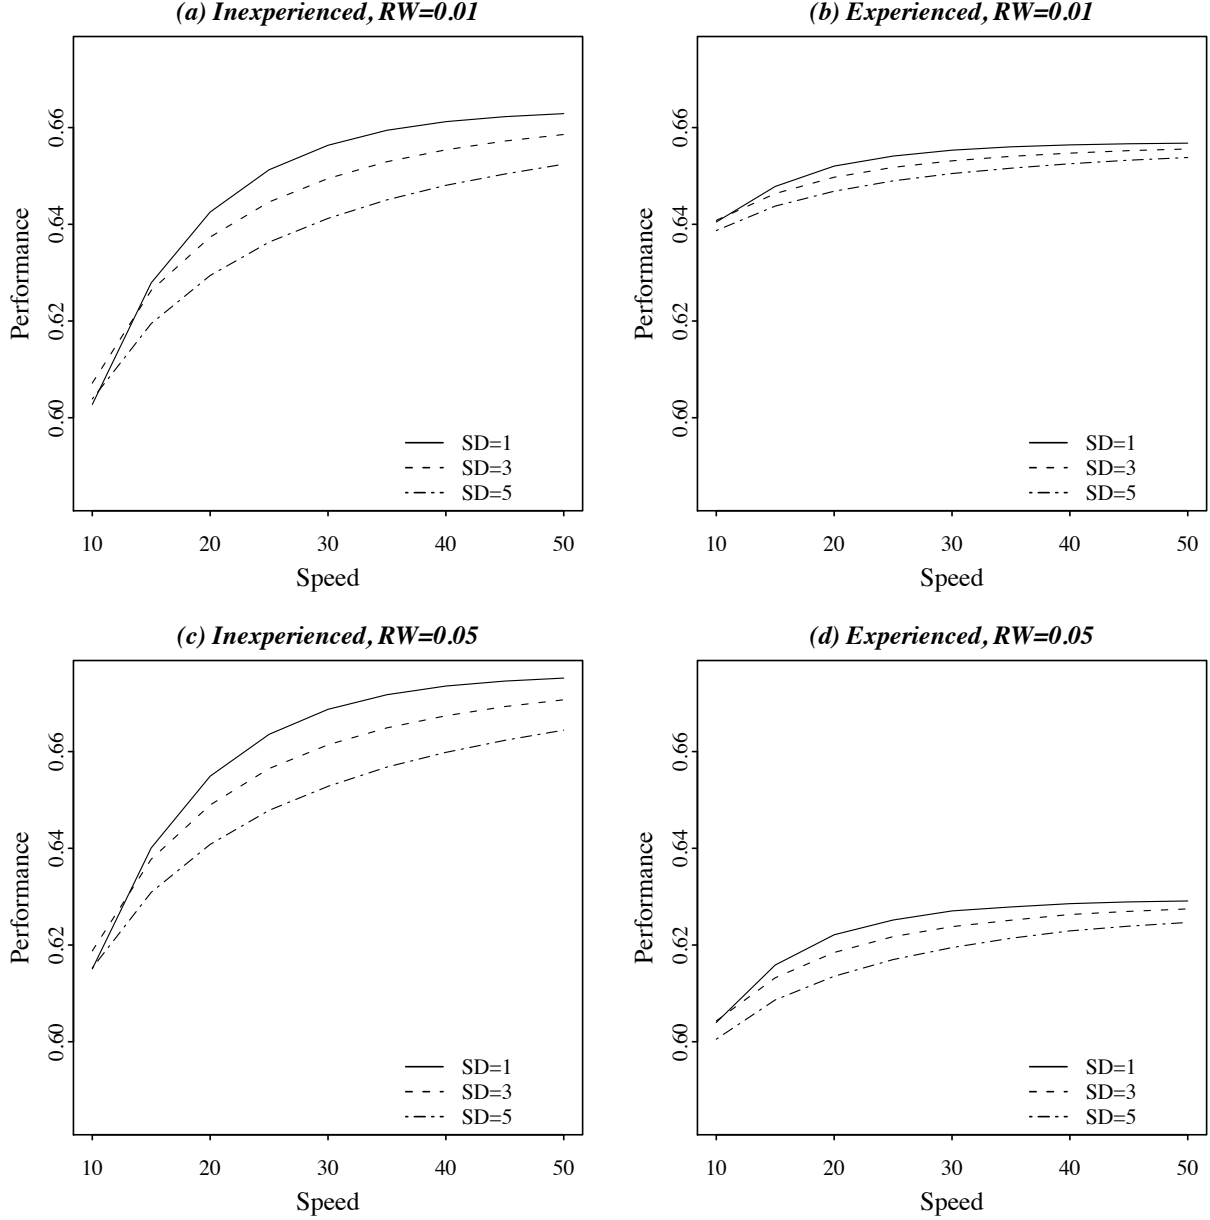 (a) Inexperienced, RW=0.01
Performance
0.60 0.62 0.64 0.66
SD=1
SD=3
SD=5
10 20 30 40 50
Speed
(b) Experienced, RW=0.01
Performance
0.60 0.62 0.64 0.66
SD=1
SD=3
SD=5
10 20 30 40 50
Speed
(c) Inexperienced, RW=0.05
Performance
0.60 0.62 0.64 0.66
SD=1
SD=3
SD=5
10 20 30 40 50
Speed
(d) Experienced, RW=0.05
Performance
0.60 0.62 0.64 0.66
SD=1
SD=3
SD=5
10 20 30 40 50
Speed